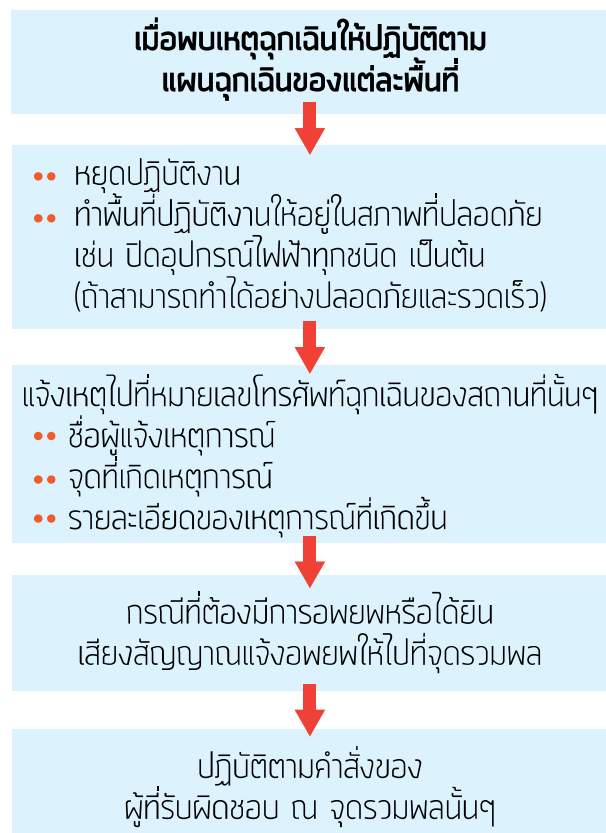 เมื่อพบเหตุฉุกเฉินให้ปฏิบัติตาม
แผนฉุกเฉินของแต่ละพื้นที่
•• หยุดปฏิบัติงาน
•• ทำพื้นที่ปฏิบัติงานให้อยู่ในสภาพที่ปลอดภัย
เช่น ปิดอุปกรณ์ไฟฟ้าทุกชนิด เป็นต้น
(ถ้าสามารถทำได้อย่างปลอดภัยและรวดเร็ว)
แจ้งเหตุไปที่หมายเลขโทรศัพท์ฉุกเฉินของสถานที่นั้นๆ
•• ชื่อผู้แจ้งเหตุการณ์
•• จุดที่เกิดเหตุการณ์
•• รายละเอียดของเหตุการณ์ที่เกิดขึ้น
กรณีที่ต้องมีการอพยพหรือได้ยิน
เสียงสัญญาณแจ้งอพยพให้ไปที่จุดรวมพล
ปฏิบัติตามคำสั่งของ
ผู้ที่รับผิดชอบ ณ จุดรวมพลนั้นๆ